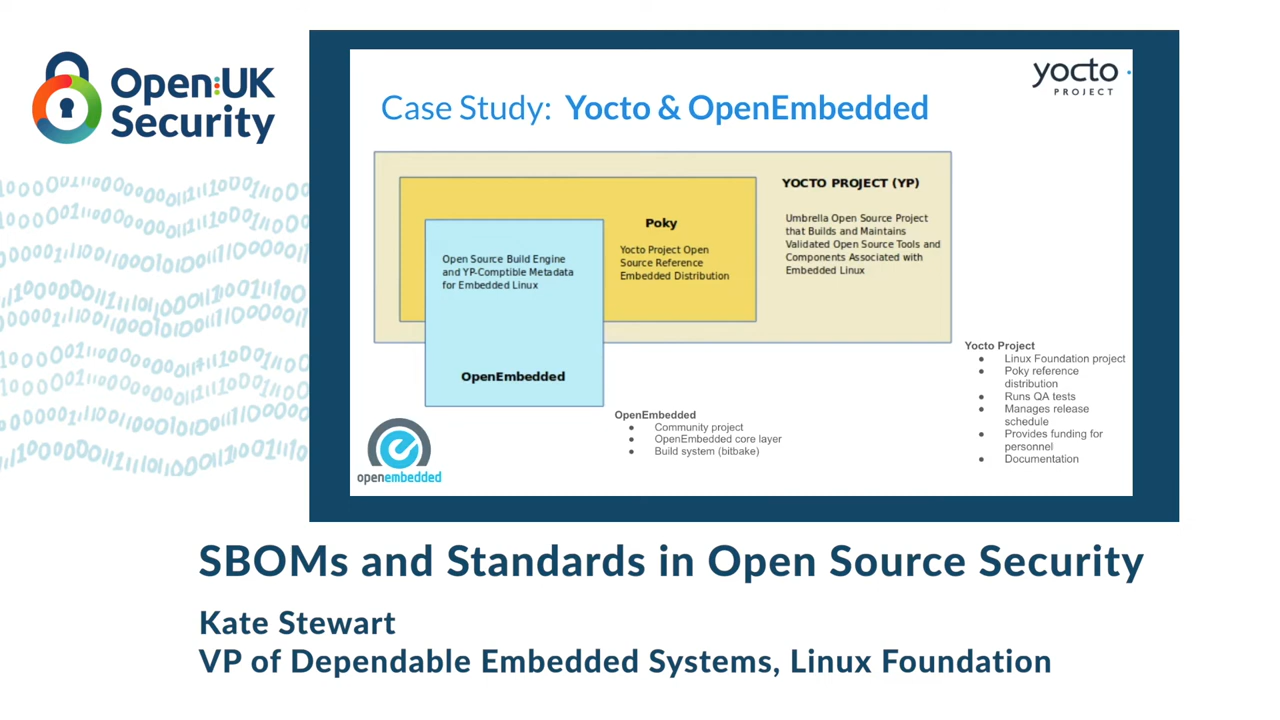 Open:UK
Security
yocto
PROJECT
Case Study: Yocto & OpenEmbedded
YOCTO PROJECT (YP)
Umbrella Open Source Project
that Builds and Maintains
Validated Open Source Tools and
Components Associated with
Embedded Linux
Poky
Yocto Project Open
Source Reference
Embedded Distribution
Open Source Build Engine
and YP-Comptible Metadata
for Embedded Linux
OpenEmbedded
Yocto Project
● Linux Foundation project
● Poky reference
distribution
● Runs QA tests
● Manages release
schedule
● Provides funding for
personnel
● Documentation
OpenEmbedded
● Community project
● OpenEmbedded core layer
● Build system (bitbake)
openembedded
SBOMs and Standards in Open Source Security
Kate Stewart
VP of Dependable Embedded Systems, Linux Foundation